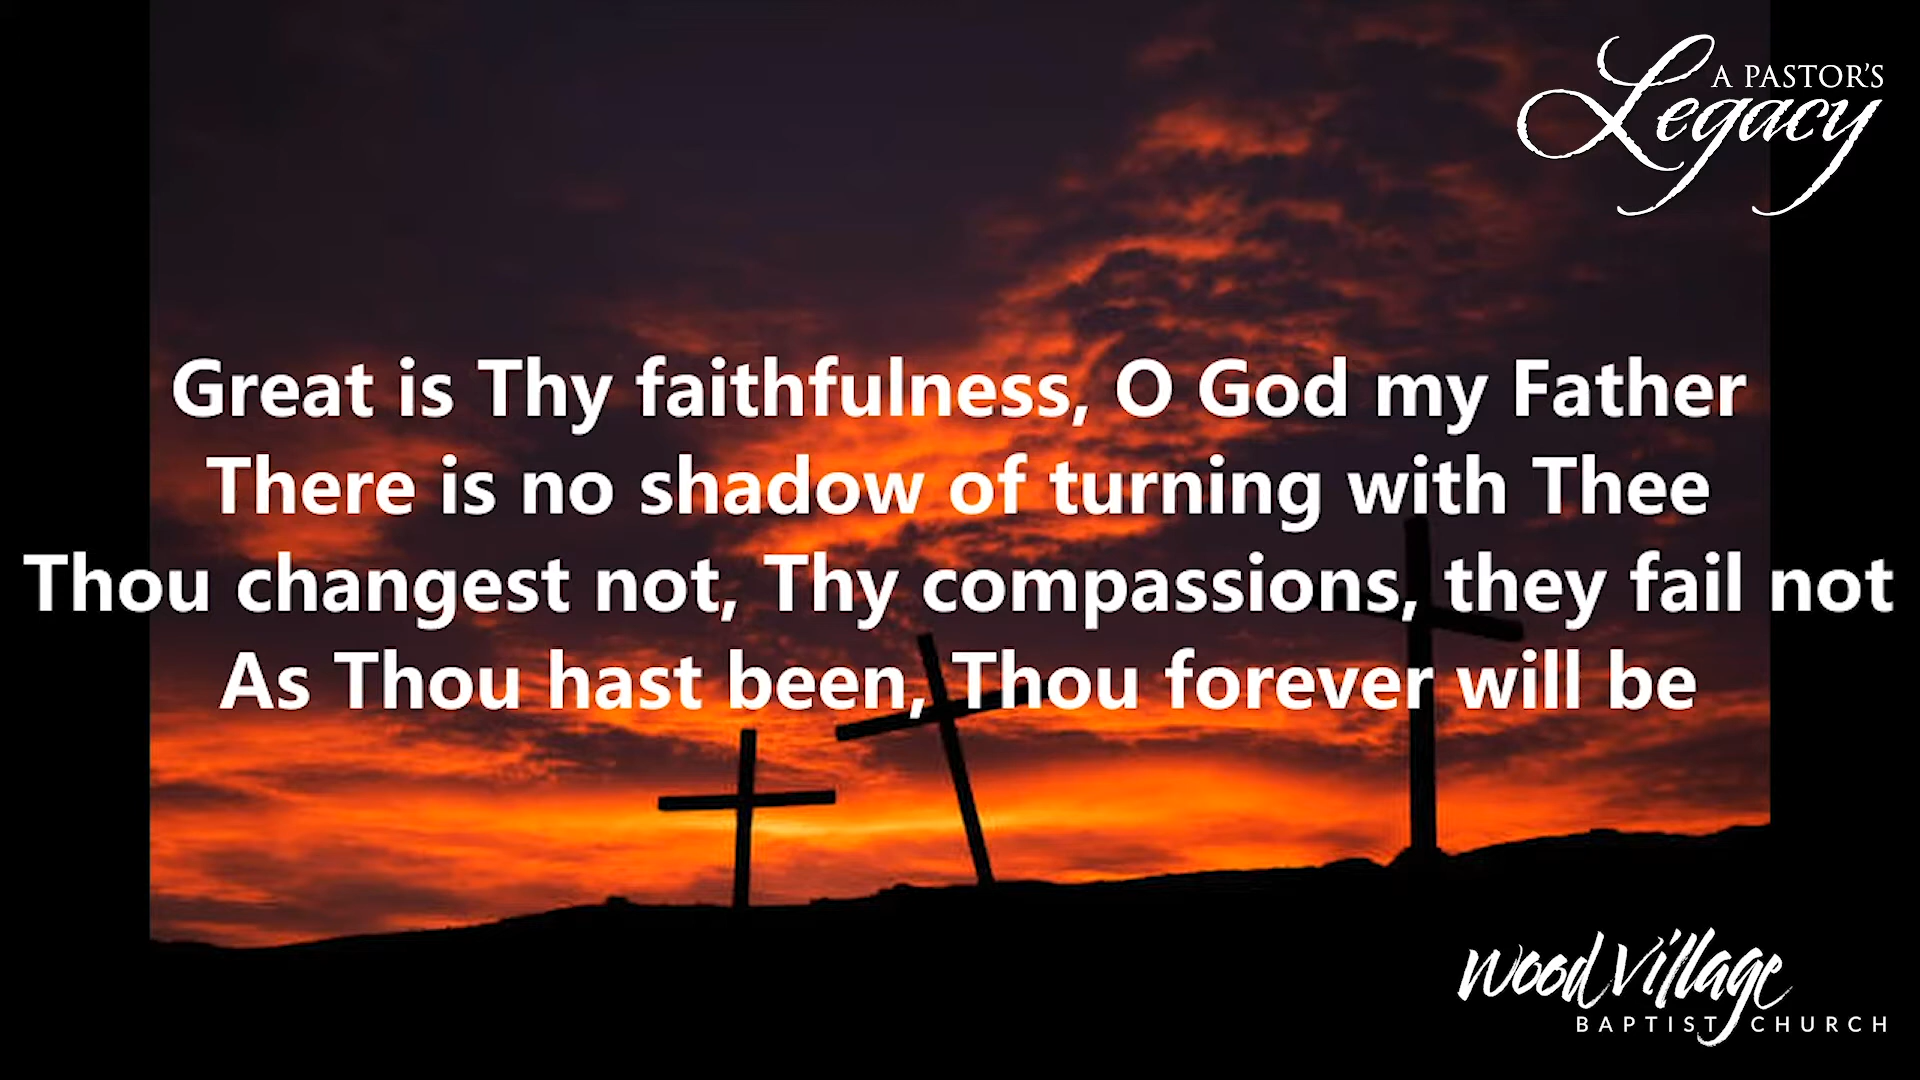 A PASTOR'S
Legacy
Great is Thy faithfulness, O God my Father
There is no shadow of turning with Thee
Thou changest not, Thy compassions, they fail not
As Thou hast been, Thou forever will be
Wood Village
BAPTIST CHURCH